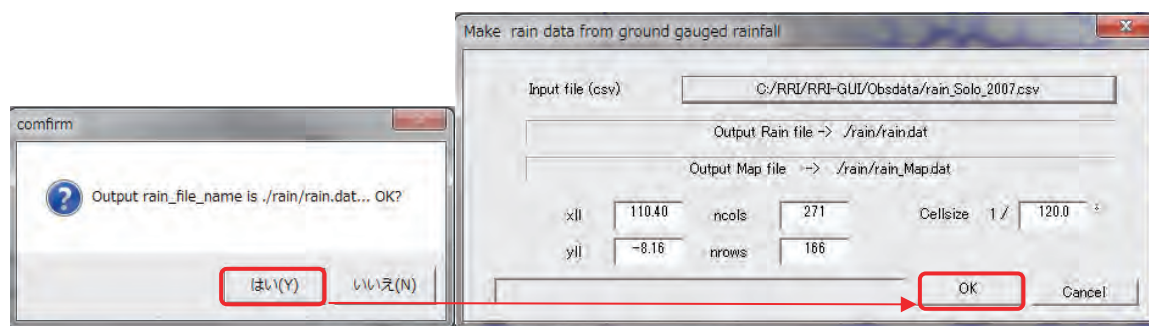 comfirm
Output rain_file_name is ./rain/rain.dat... OK?
はい(Y)
いいえ(N)
Make rain data from ground gauged rainfall
Input file (csv)
C:/RRI/RRI-GUI/Obsdata/rain_Solo_2007.csv
Output Rain file -> ./rain/rain.dat
Output Map file --> ./rain/rain_Map.dat
xll 110.40 ncols 271 Cellsize 1 / 120.0 °
yll -8.16 nrows 166
OK
Cancel